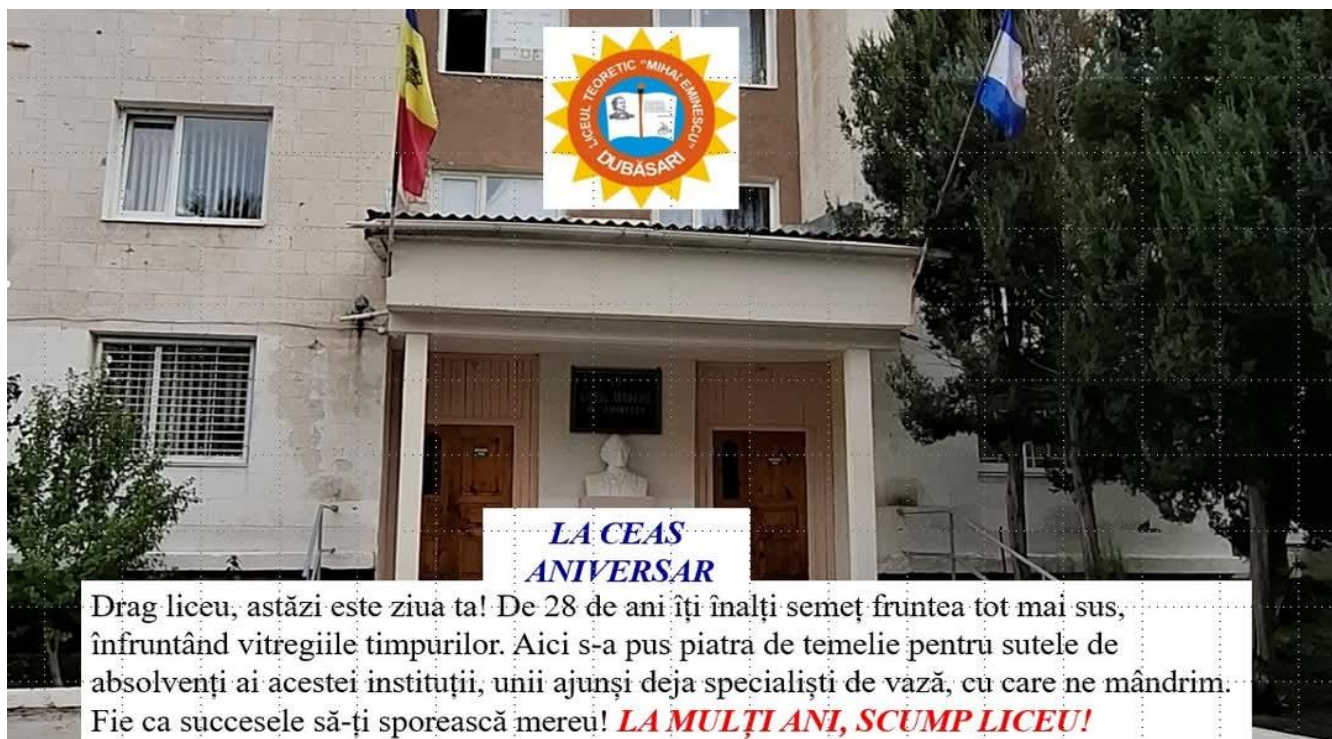 LICEUL TEORETIC "MIHAI EMINESCU"
DUBĂSARI
LA CEAS
ANIVERSAR
Drag liceu, astăzi este ziua ta! De 28 de ani îți înalți semeț fruntea tot mai sus,
înfruntând vitregiile timpurilor. Aici s-a pus piatra de temelie pentru sutele de
absolvenți ai acestei instituții, unii ajunși deja specialiști de vază, cu care ne mândrim.
Fie ca succesele să-ți sporească mereu! LA MULȚI ANI, SCUMP LICEU!